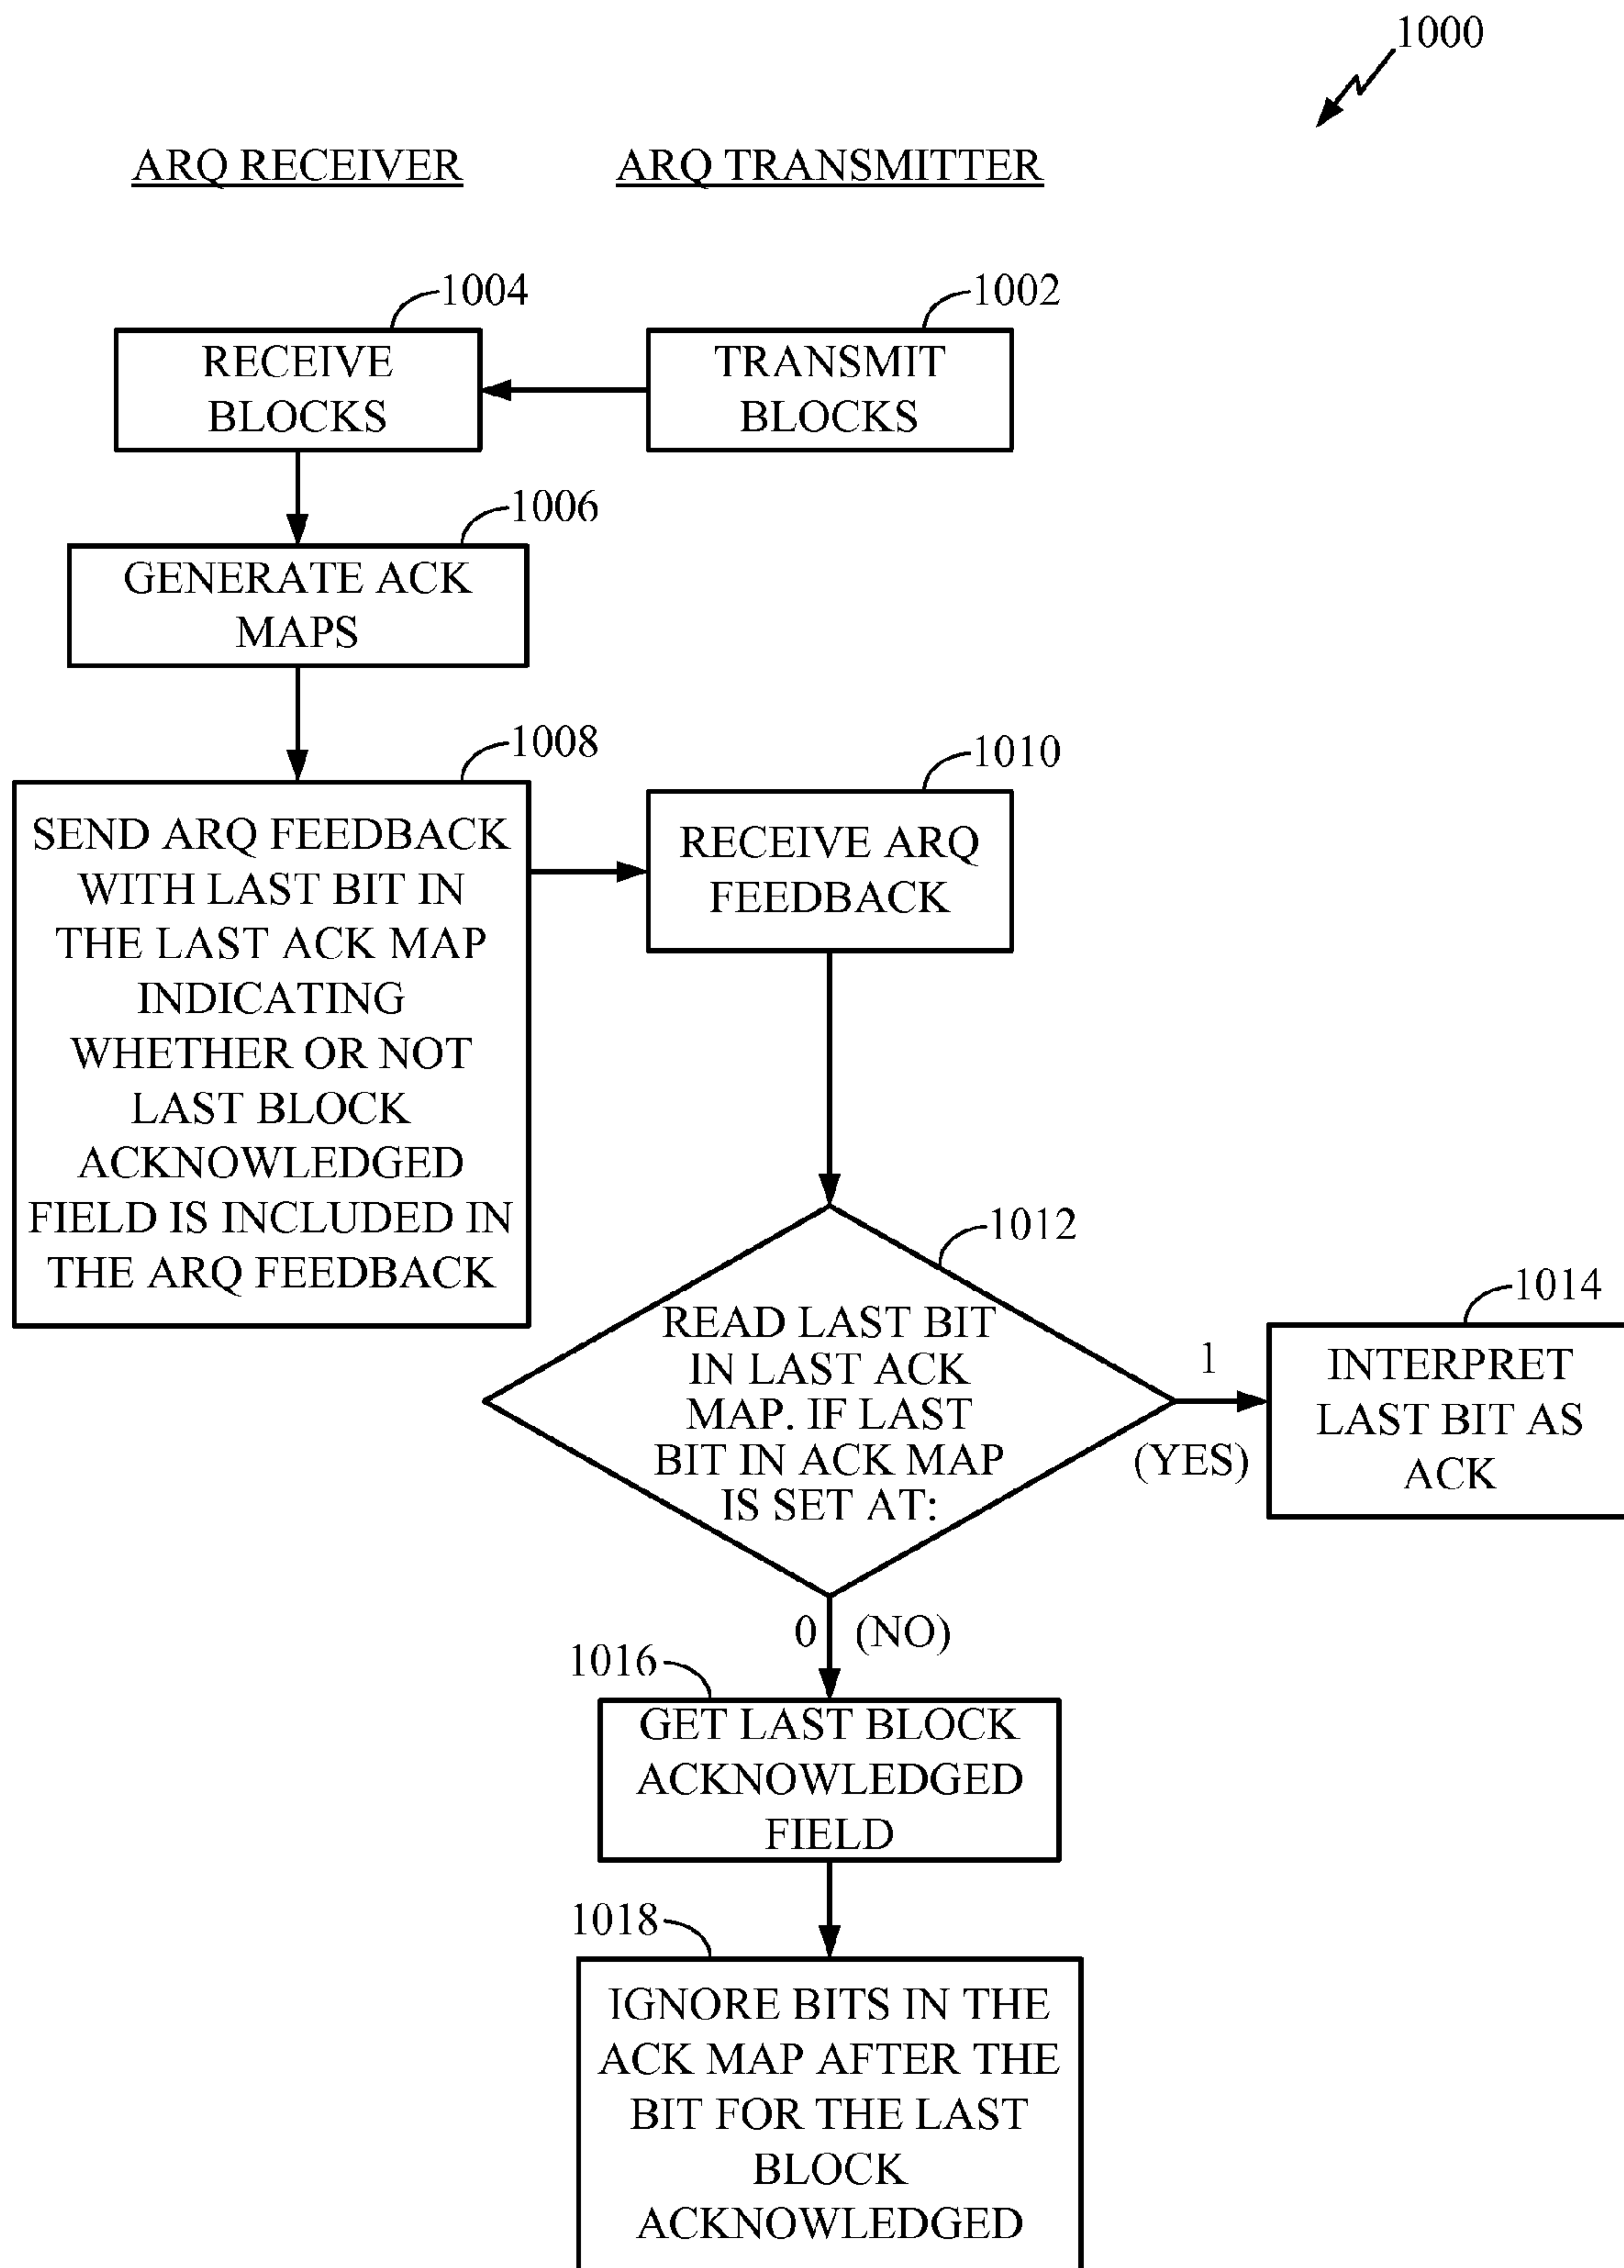 1000
ARQ RECEIVER
ARQ TRANSMITTER
1004
1002
RECEIVE
BLOCKS
TRANSMIT
BLOCKS
1006
GENERATE ACK
MAPS
1008
SEND ARQ FEEDBACK
WITH LAST BIT IN
THE LAST ACK MAP
INDICATING
WHETHER OR NOT
LAST BLOCK
ACKNOWLEDGED
FIELD IS INCLUDED IN
THE ARQ FEEDBACK
1010
RECEIVE ARQ
FEEDBACK
1012
READ LAST BIT
IN LAST ACK
MAP. IF LAST
BIT IN ACK MAP
IS SET AT:
1
(YES)
1014
INTERPRET
LAST BIT AS
ACK
0 (NO)
1016
GET LAST BLOCK
ACKNOWLEDGED
FIELD
1018
IGNORE BITS IN THE
ACK MAP AFTER THE
BIT FOR THE LAST
BLOCK
ACKNOWLEDGED